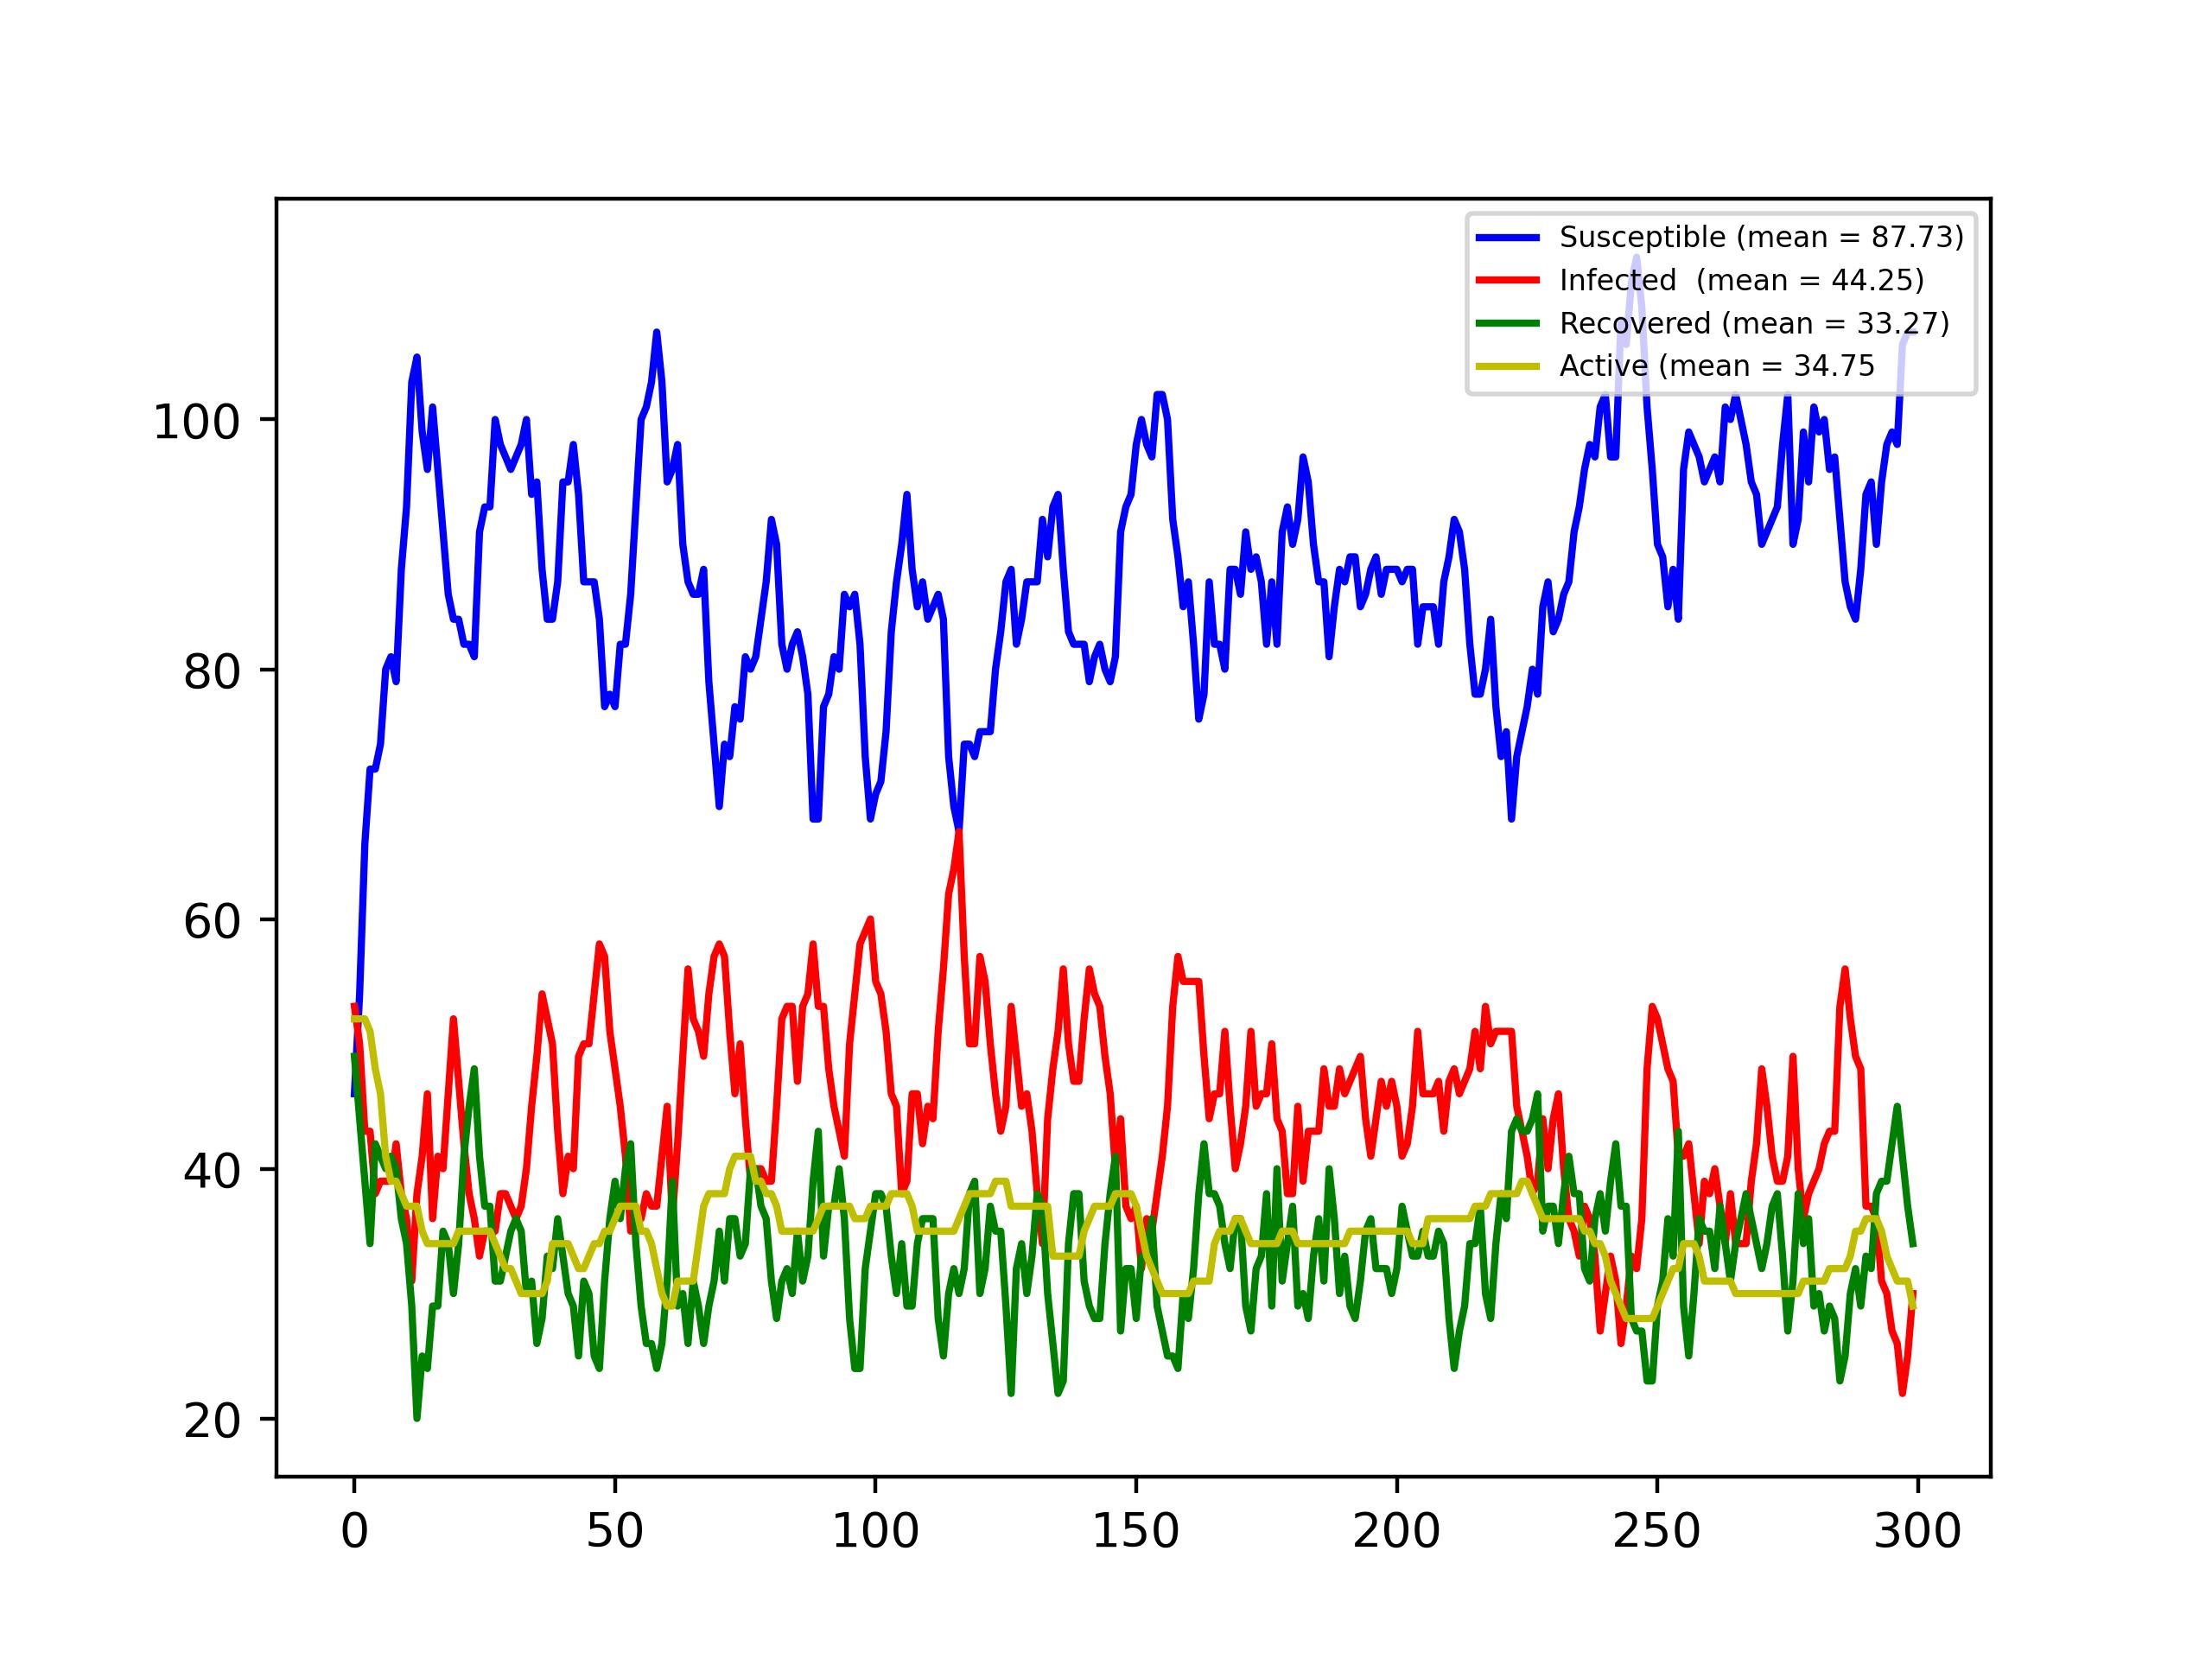 Susceptible (mean = 87.73)
Infected  (mean = 44.25)
Recovered (mean = 33.27)
Active (mean = 34.75
100
80
60
40
20
0 50 100 150 200 250 300